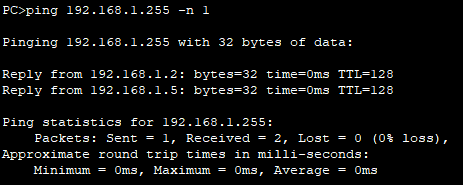 PC>ping 192.168.1.255 -n 1
Pinging 192.168.1.255 with 32 bytes of data:
Reply from 192.168.1.2: bytes=32 time=0ms TTL=128
Reply from 192.168.1.5: bytes=32 time=0ms TTL=128
Ping statistics for 192.168.1.255:
    Packets: Sent = 1, Received = 2, Lost = 0 (0% loss),
Approximate round trip times in milli-seconds:
    Minimum = 0ms, Maximum = 0ms, Average = 0ms